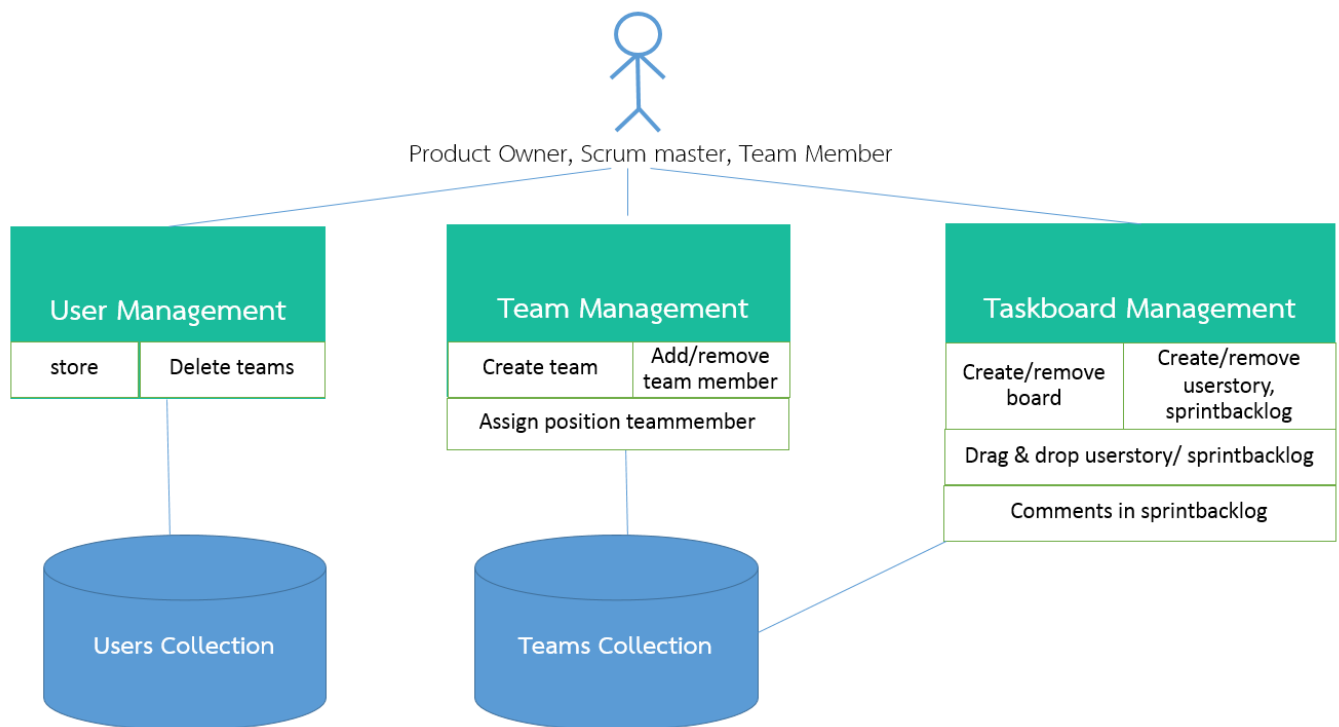 Product Owner, Scrum master, Team Member
User Management
store
Delete teams
Team Management
Create team
Add/remove
team member
Assign position teammember
Taskboard Management
Create/remove
board
Create/remove
userstory,
sprintbacklog
Drag & drop userstory/ sprintbacklog
Comments in sprintbacklog
Users Collection
Teams Collection